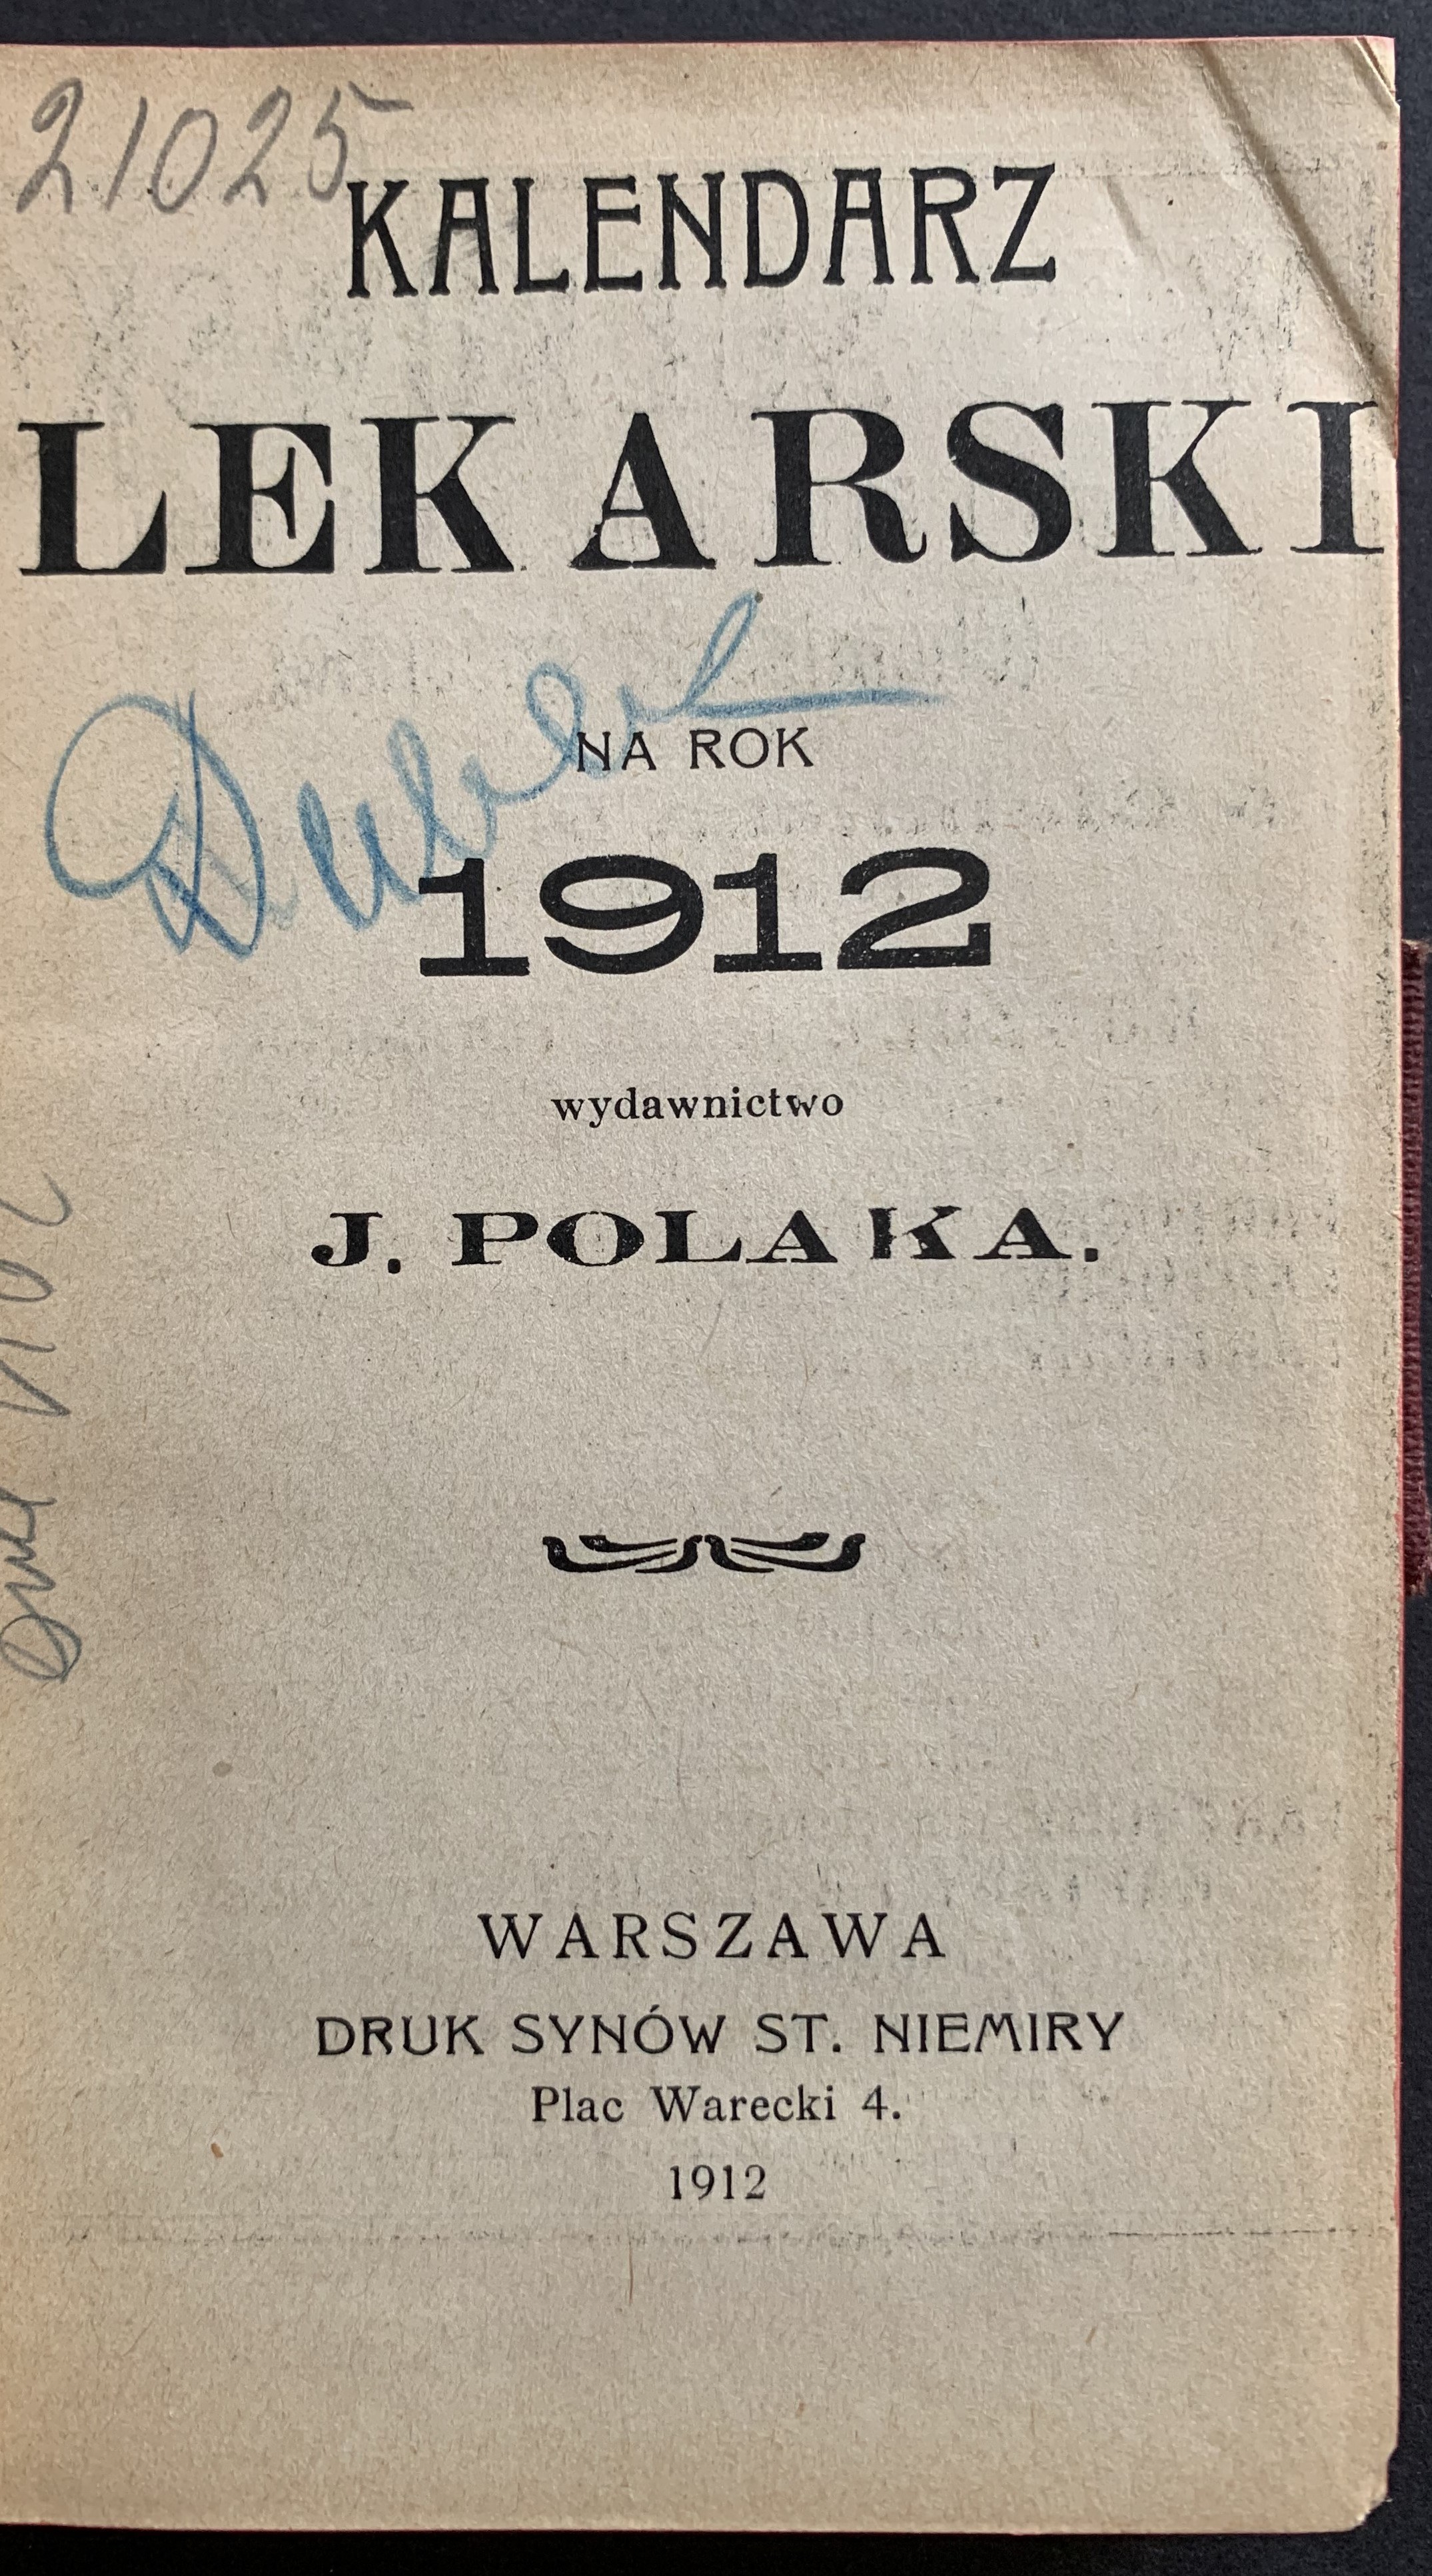 21025
KALENDARZ
LEKARSKI
NA ROK
1912
wydawnictwo
J. POLAKA.
WARSZAWA
DRUK SYNÓW ST. NIEMIRY
Plac Warecki 4.
1912